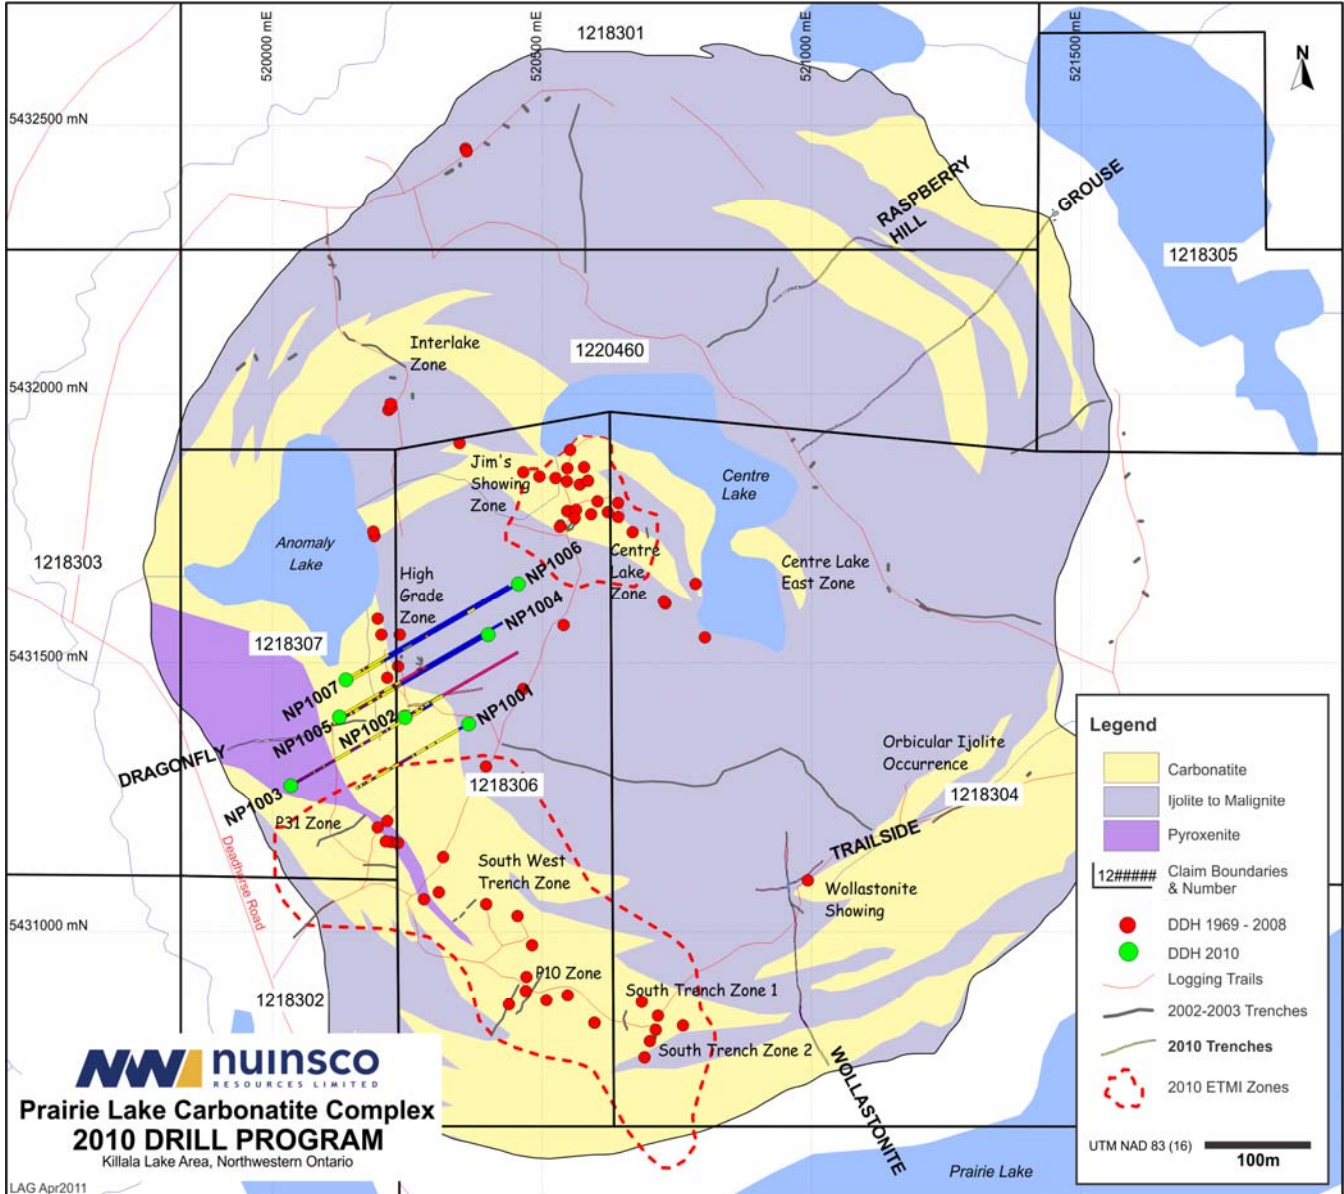 520000 mE
520500 mE
1218301
521000 mE
521500 mE
N
5432500 mN
RASPBERRY
HILL
GROUSE
1218305
Interlake
Zone
1220460
5432000 mN
Jim's
Showing
Zone
Centre
Lake
Anomaly
Lake
1218303
High
Grade
Zone
NP1006
Centre
Lake
Zone
Centre Lake
East Zone
NP1004
1218307
5431500 mN
NP1007
NP1005
NP1002
NP1001
DRAGONFLY
NP1003
P31 Zone
1218306
Orbicular Ijolite
Occurrence
1218304
TRAILSIDE
Deadhorse Road
South West
Trench Zone
Wollastonite
Showing
5431000 mN
P10 Zone
1218302
South Trench Zone 1
South Trench Zone 2
WOLLASTONITE
Prairie Lake
Legend
Carbonatite
Ijolite to Malignite
Pyroxenite
12##### Claim Boundaries
& Number
DDH 1969 - 2008
DDH 2010
Logging Trails
2002-2003 Trenches
2010 Trenches
2010 ETMI Zones
UTM NAD 83 (16)
100m
NW nuinsco
RESOURCES LIMITED
Prairie Lake Carbonatite Complex
2010 DRILL PROGRAM
Killala Lake Area, Northwestern Ontario
LAG Apr2011